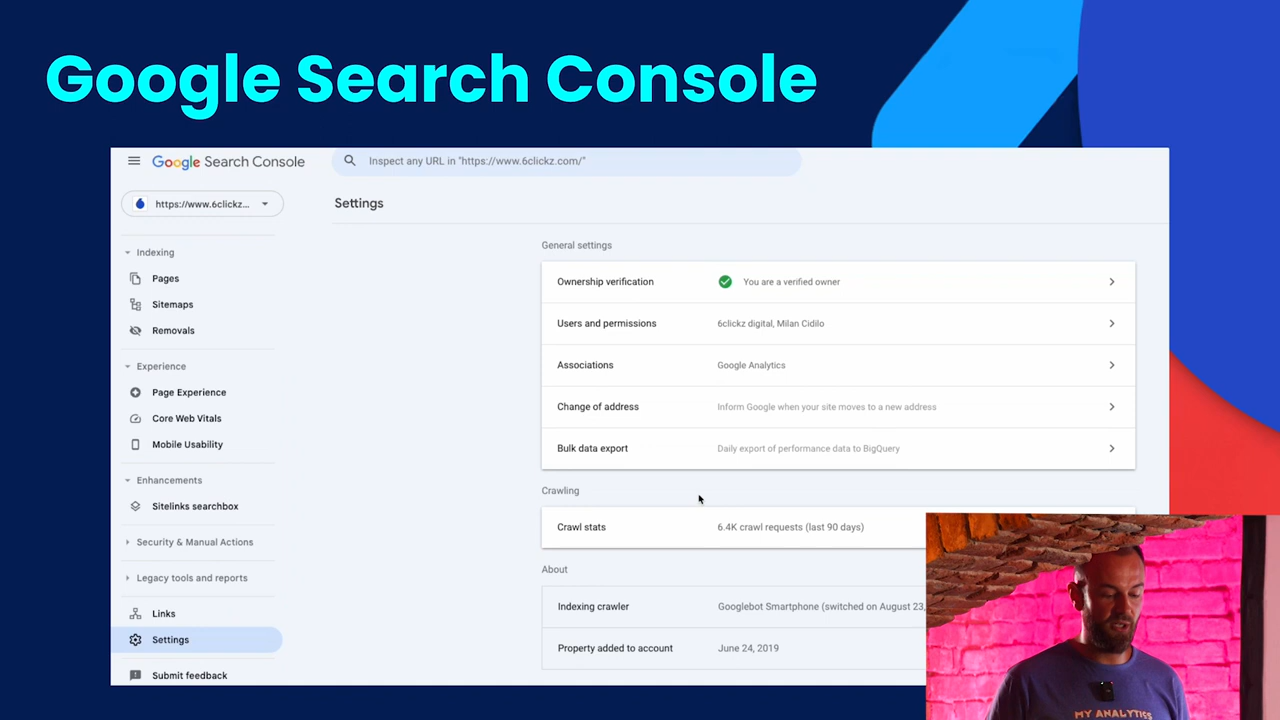 Google Search Console
Google Search Console
Inspect any URL in "https://www.6clickz.com/"
https://www.6clickz...
Settings
Indexing
Pages
Sitemaps
Removals
Experience
Page Experience
Core Web Vitals
Mobile Usability
Enhancements
Sitelinks searchbox
Security & Manual Actions
Legacy tools and reports
Links
Settings
Submit feedback
General settings
Ownership verification You are a verified owner
Users and permissions 6clickz digital, Milan Cidilo
Associations Google Analytics
Change of address Inform Google when your site moves to a new address
Bulk data export Daily export of performance data to BigQuery
Crawling
Crawl stats 6.4K crawl requests (last 90 days)
About
Indexing crawler Googlebot Smartphone (switched on August 23,
Property added to account June 24, 2019
MY ANALYTICS